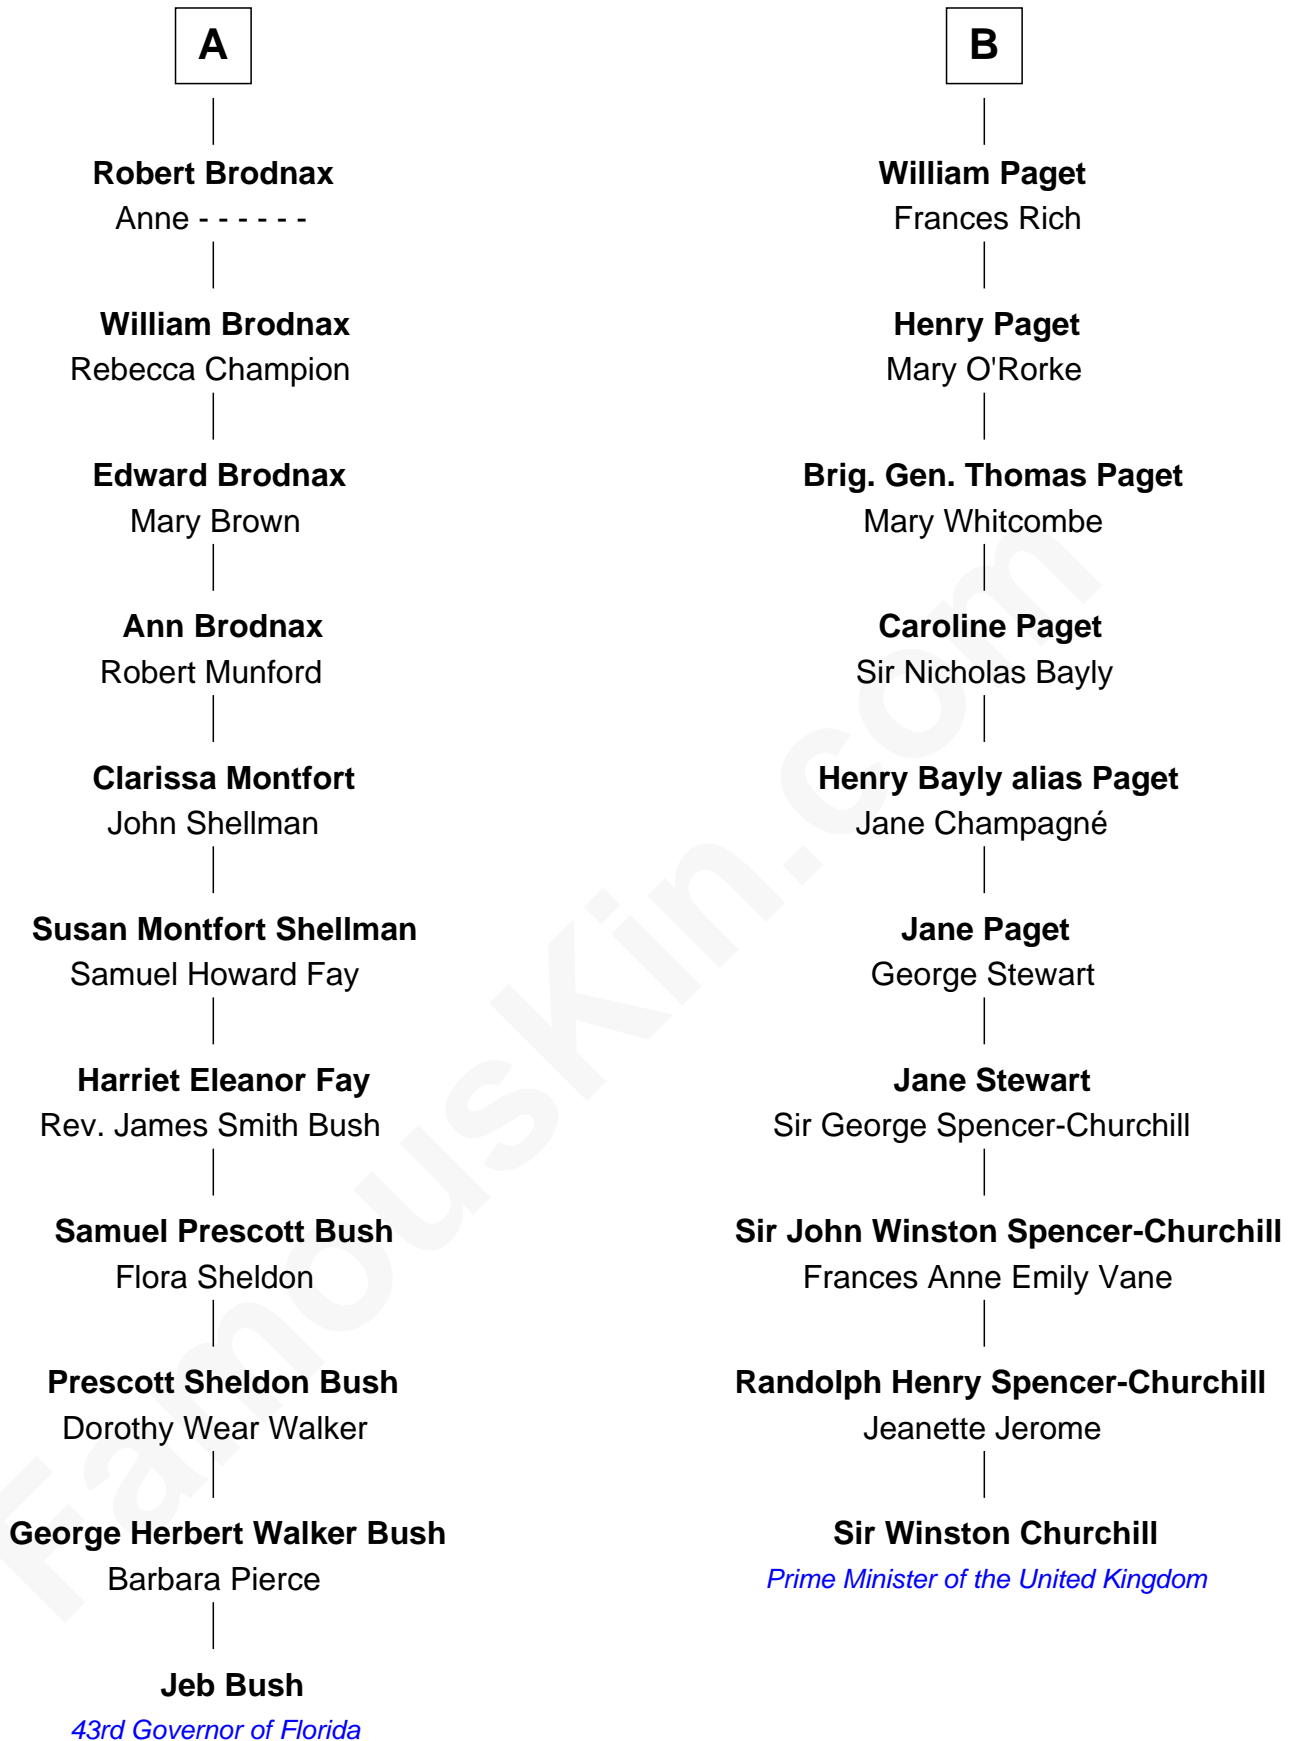 A
Robert Brodnax
Anne - - - - - -
William Brodnax
Rebecca Champion
Edward Brodnax
Mary Brown
Ann Brodnax
Robert Munford
Clarissa Montfort
John Shellman
Susan Montfort Shellman
Samuel Howard Fay
Harriet Eleanor Fay
Rev. James Smith Bush
Samuel Prescott Bush
Flora Sheldon
Prescott Sheldon Bush
Dorothy Wear Walker
George Herbert Walker Bush
Barbara Pierce
Jeb Bush
43rd Governor of Florida
B
William Paget
Frances Rich
Henry Paget
Mary O'Rorke
Brig. Gen. Thomas Paget
Mary Whitcombe
Caroline Paget
Sir Nicholas Bayly
Henry Bayly alias Paget
Jane Champagné
Jane Paget
George Stewart
Jane Stewart
Sir George Spencer-Churchill
Sir John Winston Spencer-Churchill
Frances Anne Emily Vane
Randolph Henry Spencer-Churchill
Jeanette Jerome
Sir Winston Churchill
Prime Minister of the United Kingdom
FamousKin.com